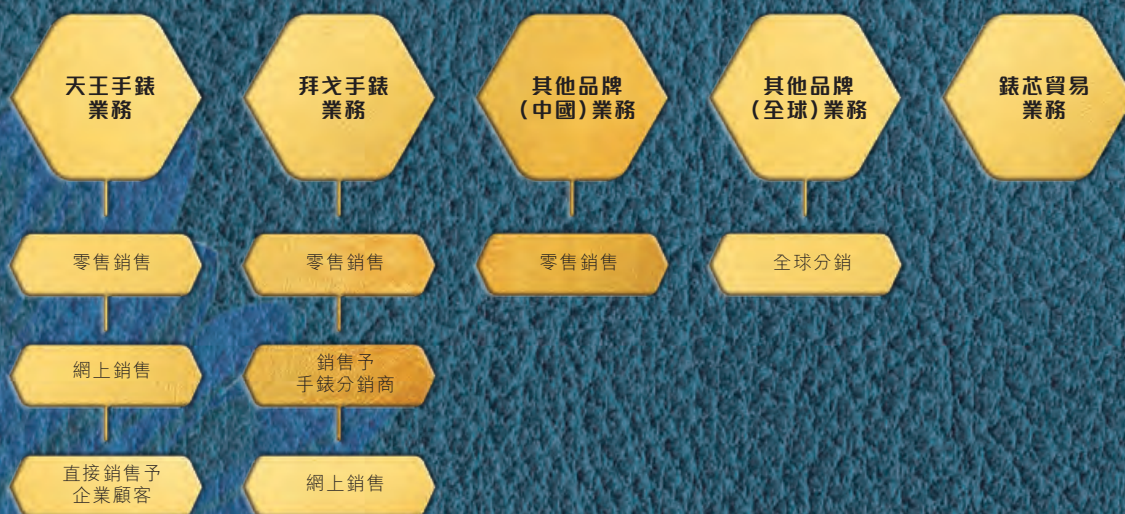 天王手錶
業務
拜戈手錶
業務
其他品牌
(中國)業務
其他品牌
(全球)業務
錶芯貿易
業務
零售銷售
零售銷售
零售銷售
全球分銷
網上銷售
銷售予
手錶分銷商
直接銷售予
企業顧客
網上銷售